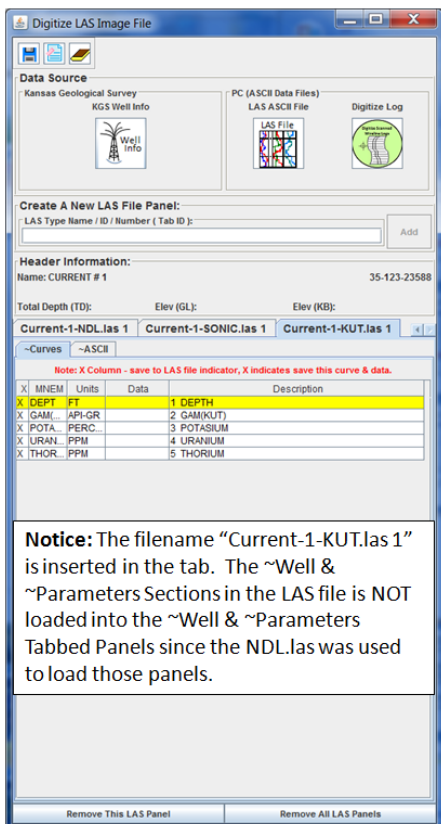 Digitize LAS Image File
Data Source
Kansas Geological Survey
KGS Well Info
Well
Info
PC (ASCII Data Files)
LAS ASCII File
Digitize Log
LAS File
Digitize Scanned
Create A New LAS File Panel:
LAS Type Name / ID / Number ( Tab ID ):
Add
Header Information:
Name: CURRENT # 1
35-123-23588
Total Depth (TD):
Elev (GL):
Elev (KB):
Current-1-NDL.las 1
Current-1-SONIC.las 1
Current-1-KUT.las 1
~Curves
~ASCII
Note: X Column - save to LAS file indicator, X indicates save this curve & data.
X MNEM Units Data Description
X DEPT FT 1 DEPTH
X GAM(... API-GR 2 GAM(KUT)
X POTA... PERC... 3 POTASIUM
X URAN... PPM 4 URANIUM
X THOR... PPM 5 THORIUM
Notice: The filename “Current-1-KUT.las 1”
is inserted in the tab. The ~Well &
~Parameters Sections in the LAS file is NOT
loaded into the ~Well & ~Parameters
Tabbed Panels since the NDL.las was used
to load those panels.
Remove This LAS Panel
Remove All LAS Panels